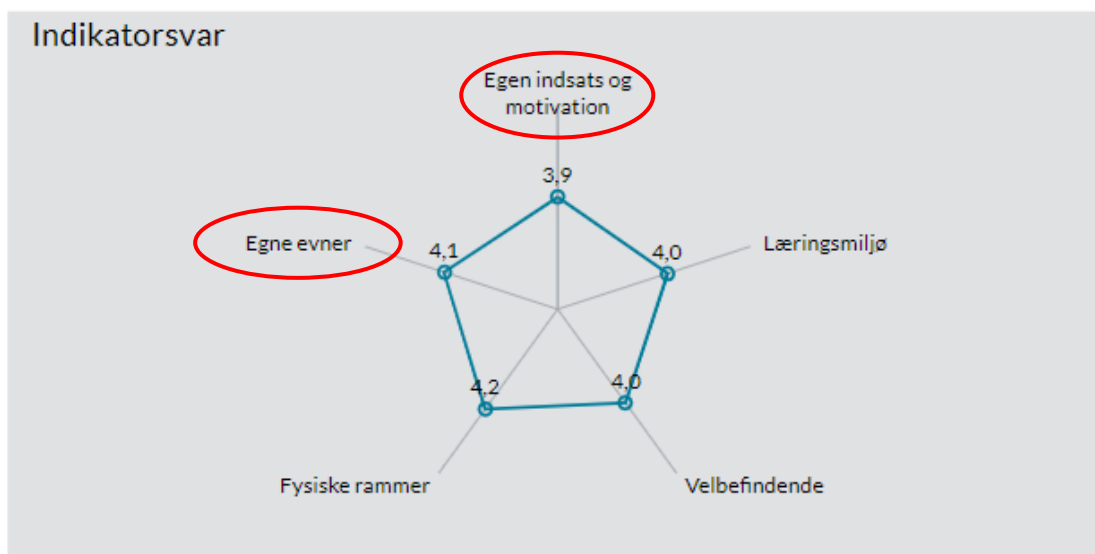 Indikatorsvar
Egen indsats og
motivation
3,9
Egne evner
4,1
4,0
Læringsmiljø
4,2
4,0
Fysiske rammer
Velbefindende